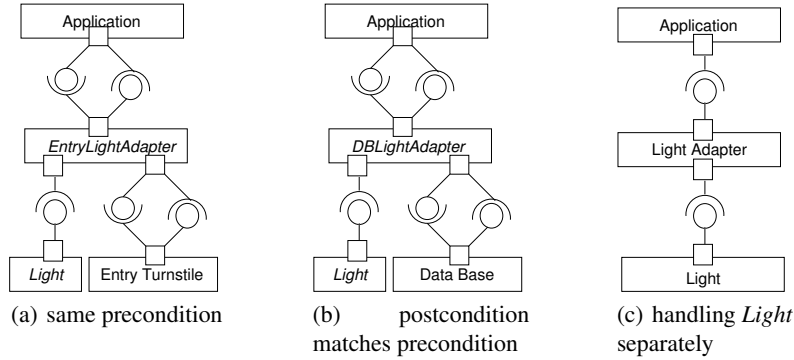 Application
EntryLightAdapter
Light
Entry Turnstile
(a) same precondition
Application
DBLightAdapter
Light
Data Base
(b) postcondition
matches precondition
Application
Light Adapter
Light
(c) handling Light
separately